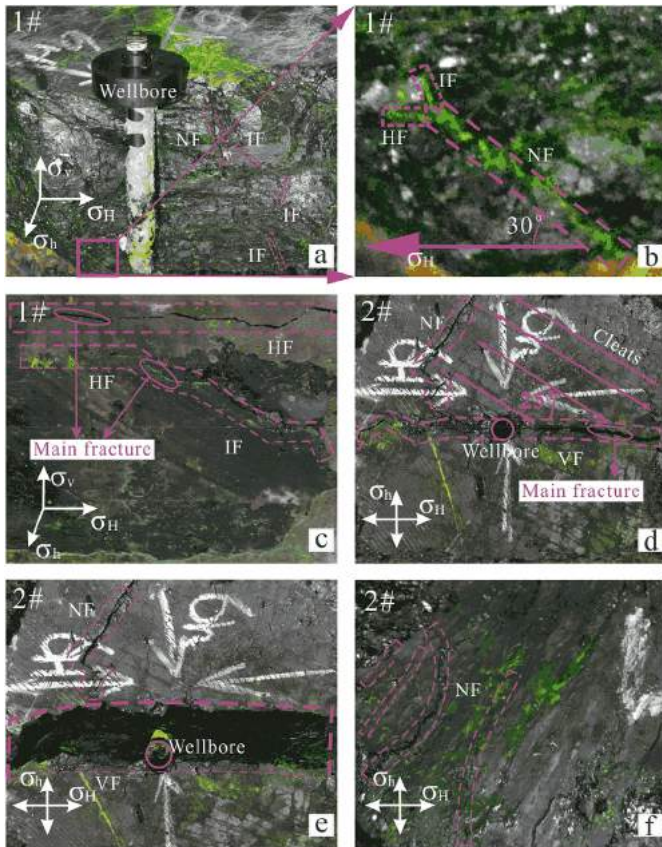 1#
Wellbore
NF
IF
IF
IF
σv
σH
σh
a
1#
IF
HF
NF
30°
σH
b
1#
HF
HF
Main fracture
IF
σv
σH
σh
c
2#
NF
Cleats
Wellbore
VF
Main fracture
σh
σH
d
2#
NF
Wellbore
VF
σh
σH
e
2#
NF
σh
σH
f